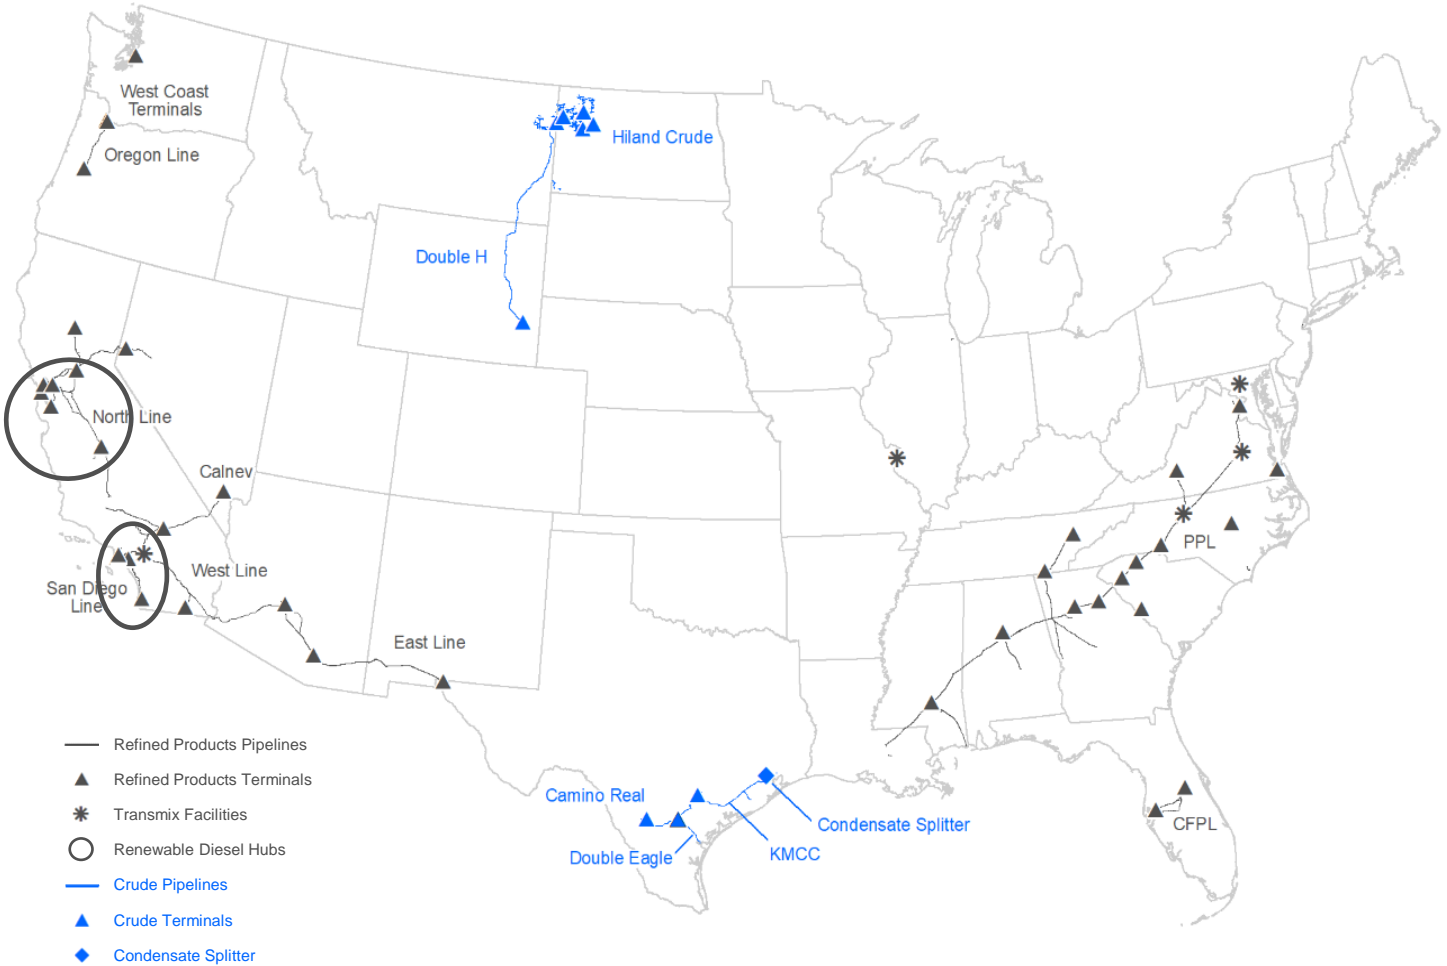 West Coast
Terminals
Oregon Line
Hiland Crude
Double H
North Line
Calnev
West Line
San Diego
Line
East Line
PPL
Camino Real
Condensate Splitter
Double Eagle
KMCC
CFPL
Refined Products Pipelines
Refined Products Terminals
Transmix Facilities
Renewable Diesel Hubs
Crude Pipelines
Crude Terminals
Condensate Splitter